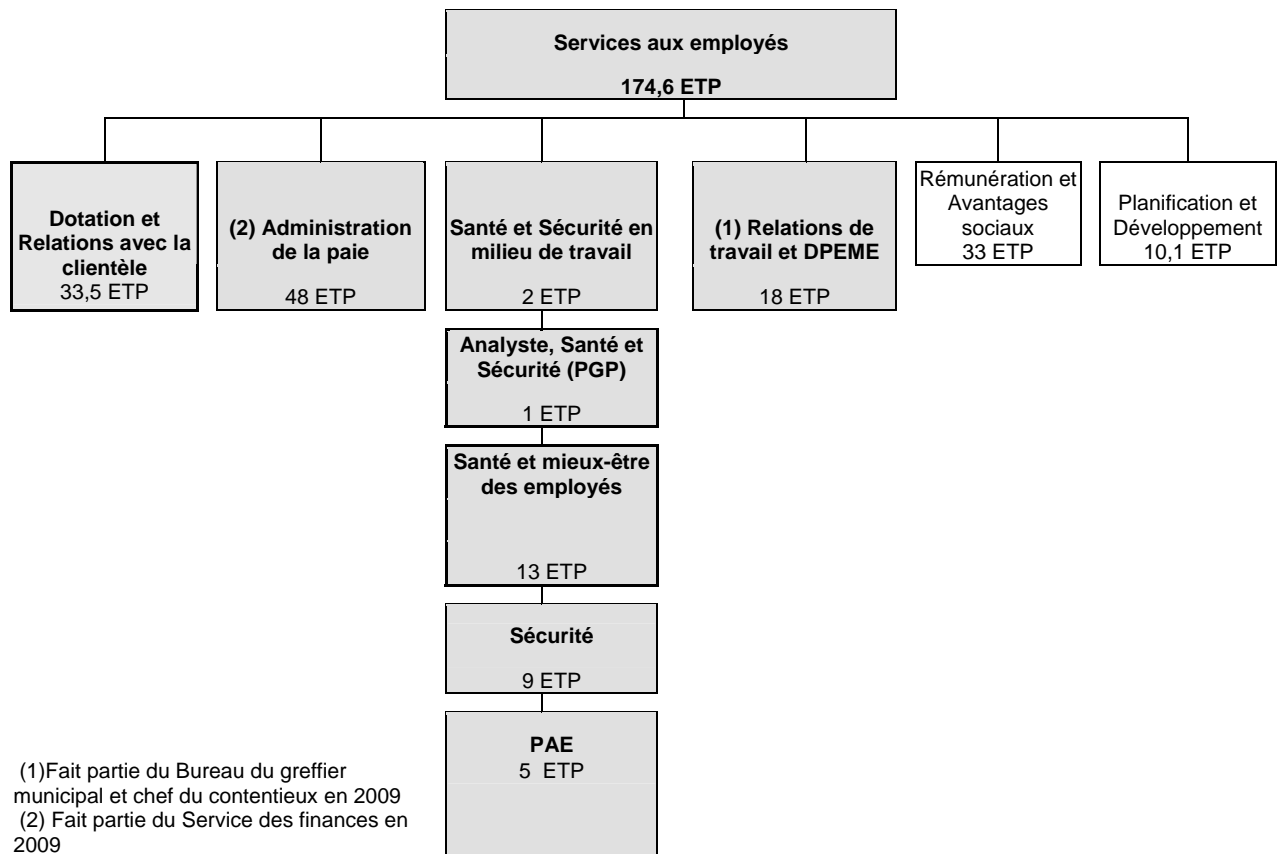 Services aux employés
174,6 ETP
Dotation et
Relations avec la
clientèle
33,5 ETP
(2) Administration
de la paie
48 ETP
Santé et Sécurité en
milieu de travail
2 ETP
(1) Relations de
travail et DPEME
18 ETP
Rémunération et
Avantages
sociaux
33 ETP
Planification et
Développement
10,1 ETP
Analyste, Santé et
Sécurité (PGP)
1 ETP
Santé et mieux-être
des employés
13 ETP
Sécurité
9 ETP
PAE
5 ETP
(1)Fait partie du Bureau du greffier
municipal et chef du contentieux en 2009
(2) Fait partie du Service des finances en
2009